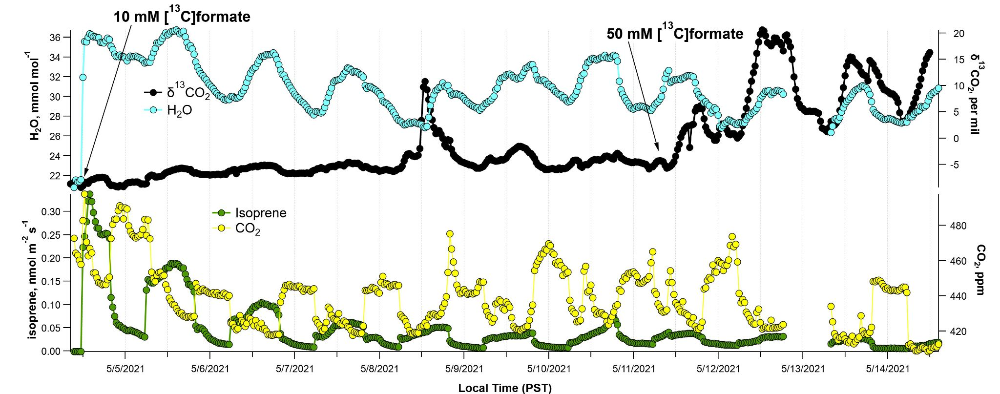 10 mM [¹³C]formate
50 mM [¹³C]formate
H₂O, mmol mol⁻¹
36
34
32
30
28
26
24
22
δ¹³CO₂
H₂O
20
15
10
5
0
-5
δ¹³CO₂, per mil
isoprene, nmol m⁻² s⁻¹
0.30
0.25
0.20
0.15
0.10
0.05
0.00
Isoprene
CO₂
480
460
440
420
CO₂, ppm
5/5/2021 5/6/2021 5/7/2021 5/8/2021 5/9/2021 5/10/2021 5/11/2021 5/12/2021 5/13/2021 5/14/2021
Local Time (PST)